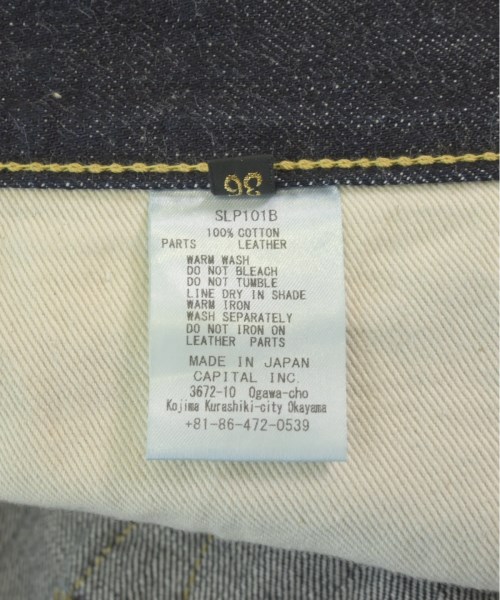 36
SLP101B
100% COTTON
PARTS LEATHER
WARM WASH
DO NOT BLEACH
DO NOT TUMBLE
LINE DRY IN SHADE
WARM IRON
WASH SEPARATELY
DO NOT IRON ON
LEATHER PARTS
MADE IN JAPAN
CAPITAL INC.
3672-10 Ogawa-cho
Kojima Kurashiki-city Okayama
+81-86-472-0539